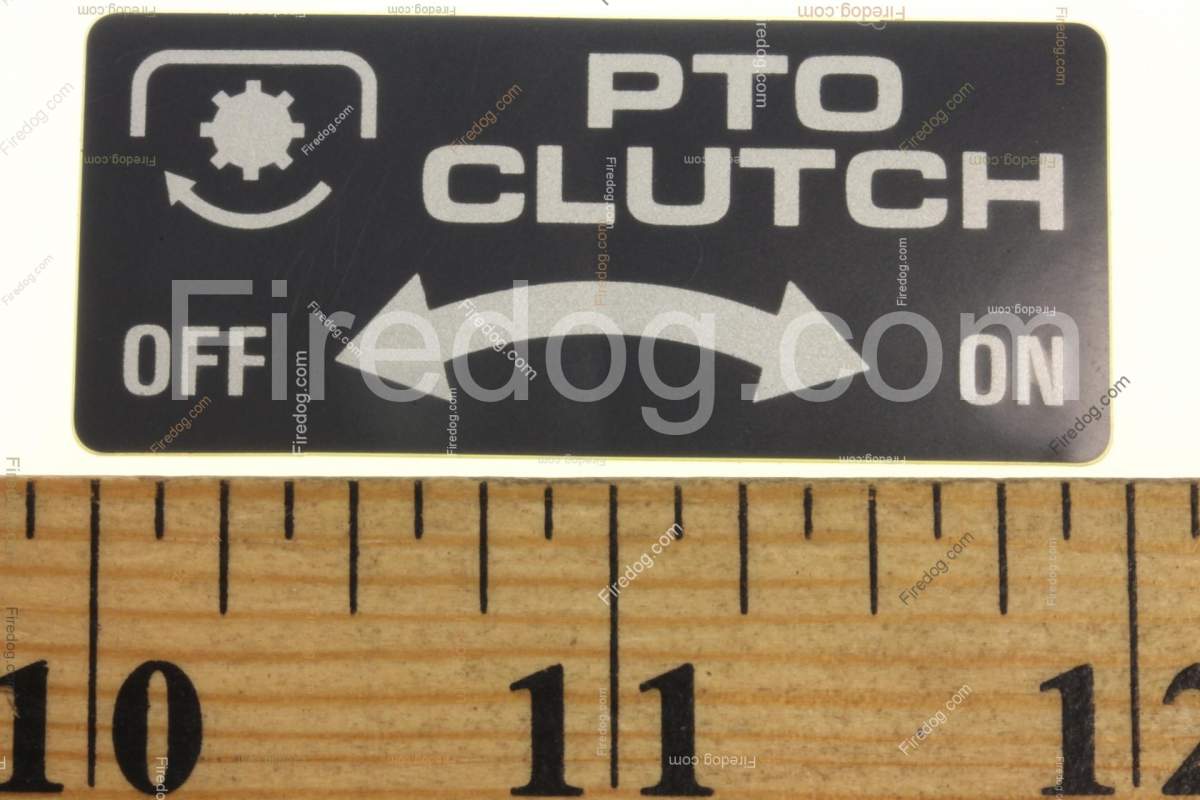 PTO
CLUTCH
OFF ON
Firedog.com
10 11 12